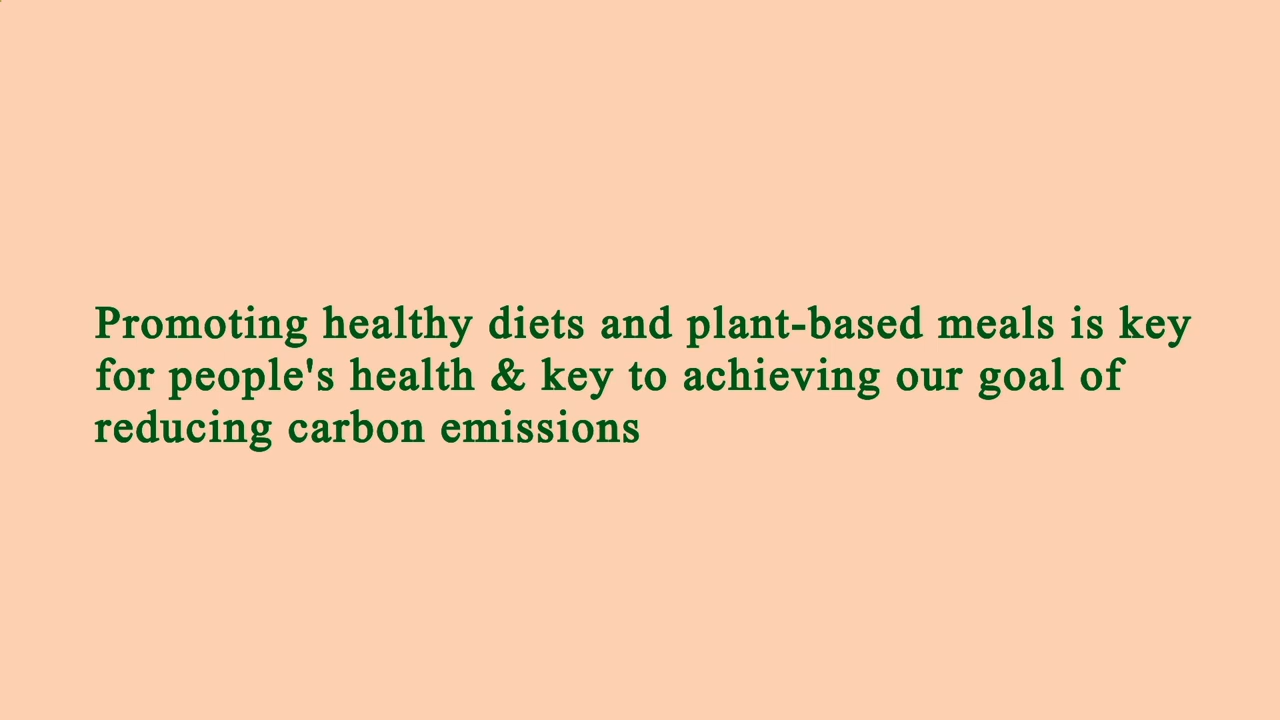 Promoting healthy diets and plant-based meals is key
for people's health & key to achieving our goal of
reducing carbon emissions